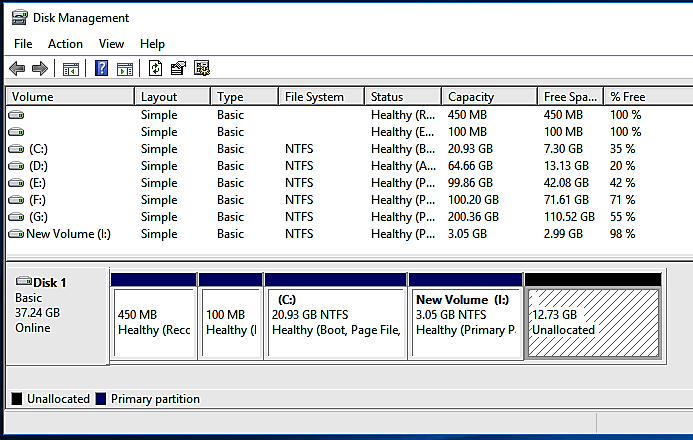 Disk Management
File Action View Help
Volume Layout Type File System Status Capacity Free Spa... % Free
Simple Basic Healthy (R... 450 MB 450 MB 100 %
Simple Basic Healthy (E... 100 MB 100 MB 100 %
(C:) Simple Basic NTFS Healthy (B... 20.93 GB 7.30 GB 35 %
(D:) Simple Basic NTFS Healthy (A... 64.66 GB 13.13 GB 20 %
(E:) Simple Basic NTFS Healthy (P... 99.86 GB 42.08 GB 42 %
(F:) Simple Basic NTFS Healthy (P... 100.20 GB 71.61 GB 71 %
(G:) Simple Basic NTFS Healthy (P... 200.36 GB 110.52 GB 55 %
New Volume (I:) Simple Basic NTFS Healthy (P... 3.05 GB 2.99 GB 98 %
Disk 1
Basic
37.24 GB
Online
450 MB
Healthy (Recc
100 MB
Healthy (I
(C:)
20.93 GB NTFS
Healthy (Boot, Page File,
New Volume (I:)
3.05 GB NTFS
Healthy (Primary P
12.73 GB
Unallocated
Unallocated Primary partition